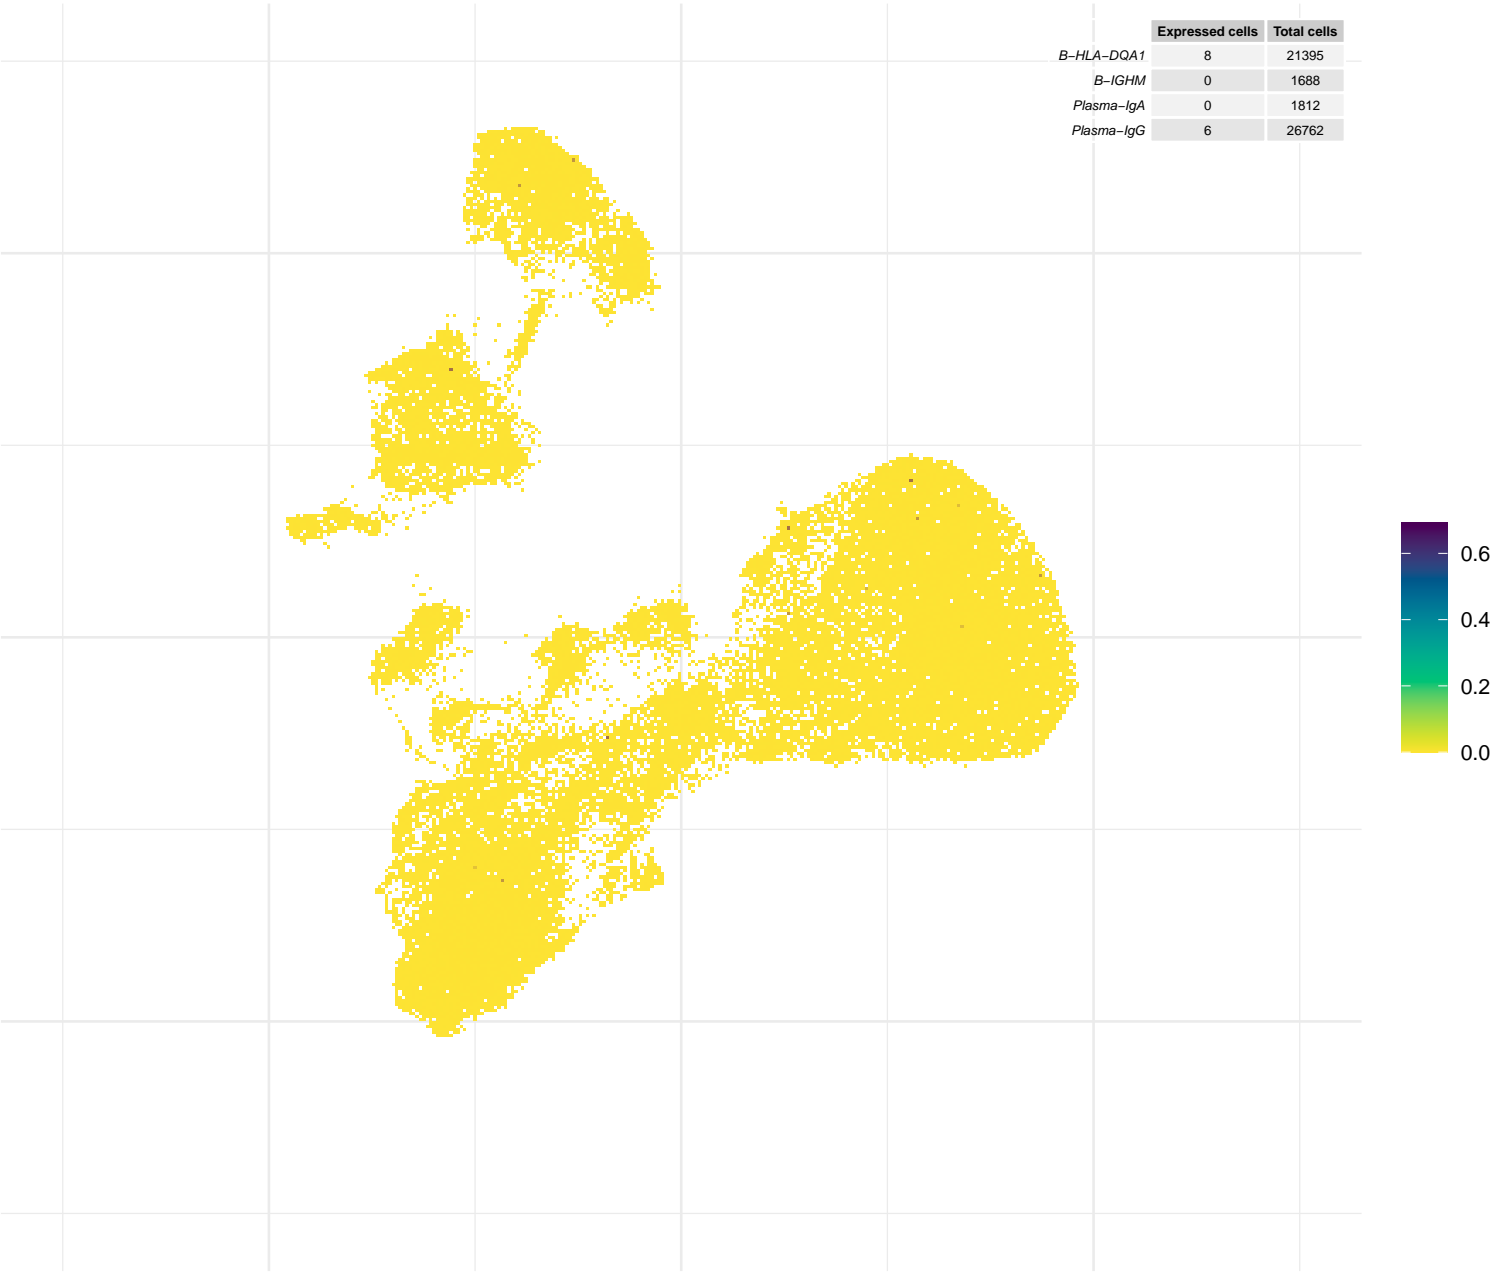 Expressed cells Total cells
B−HLA−DQA1 8 21395
B−IGHM 0 1688
Plasma−IgA 0 1812
Plasma−IgG 6 26762
0.6
0.4
0.2
0.0